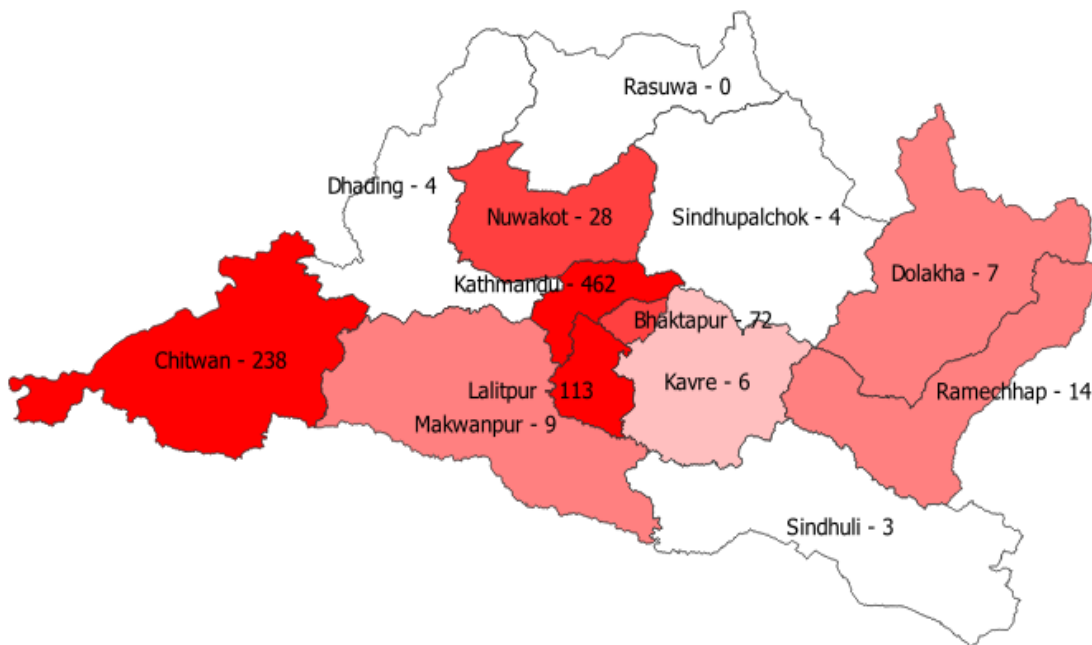 Rasuwa - 0
Dhading - 4
Nuwakot - 28
Sindhupalchok - 4
Dolakha - 7
Kathmandu - 462
Bhaktapur - 72
Chitwan - 238
Kavre - 6
Lalitpur - 113
Ramechhap - 14
Makwanpur - 9
Sindhuli - 3